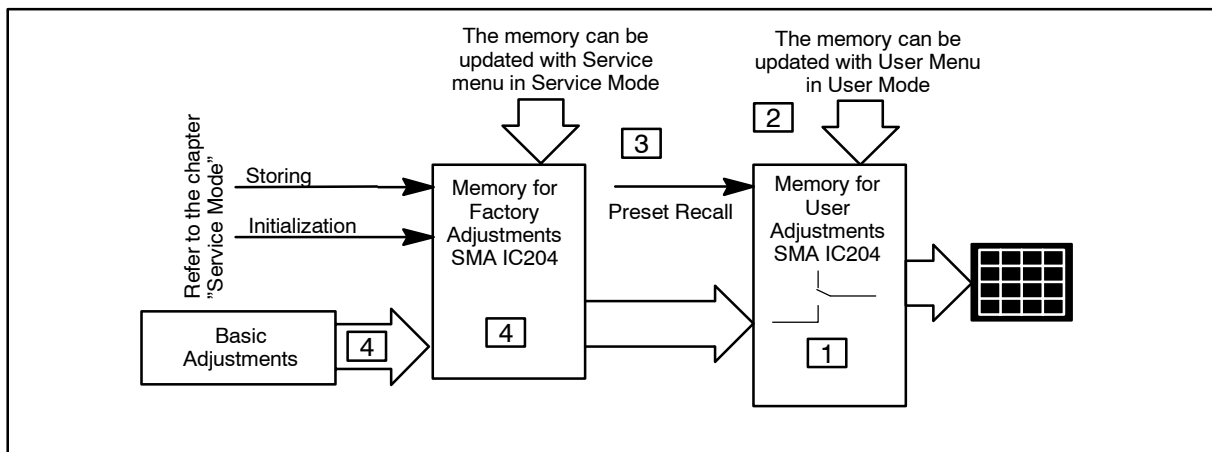 The memory can be
updated with Service
menu in Service Mode
The memory can be
updated with User Menu
in User Mode
2
3
Refer to the chapter
”Service Mode”
Storing
Initialization
Memory for
Factory
Adjustments
SMA IC204
4
Preset Recall
Memory for
User
Adjustments
SMA IC204
1
Basic
Adjustments
4